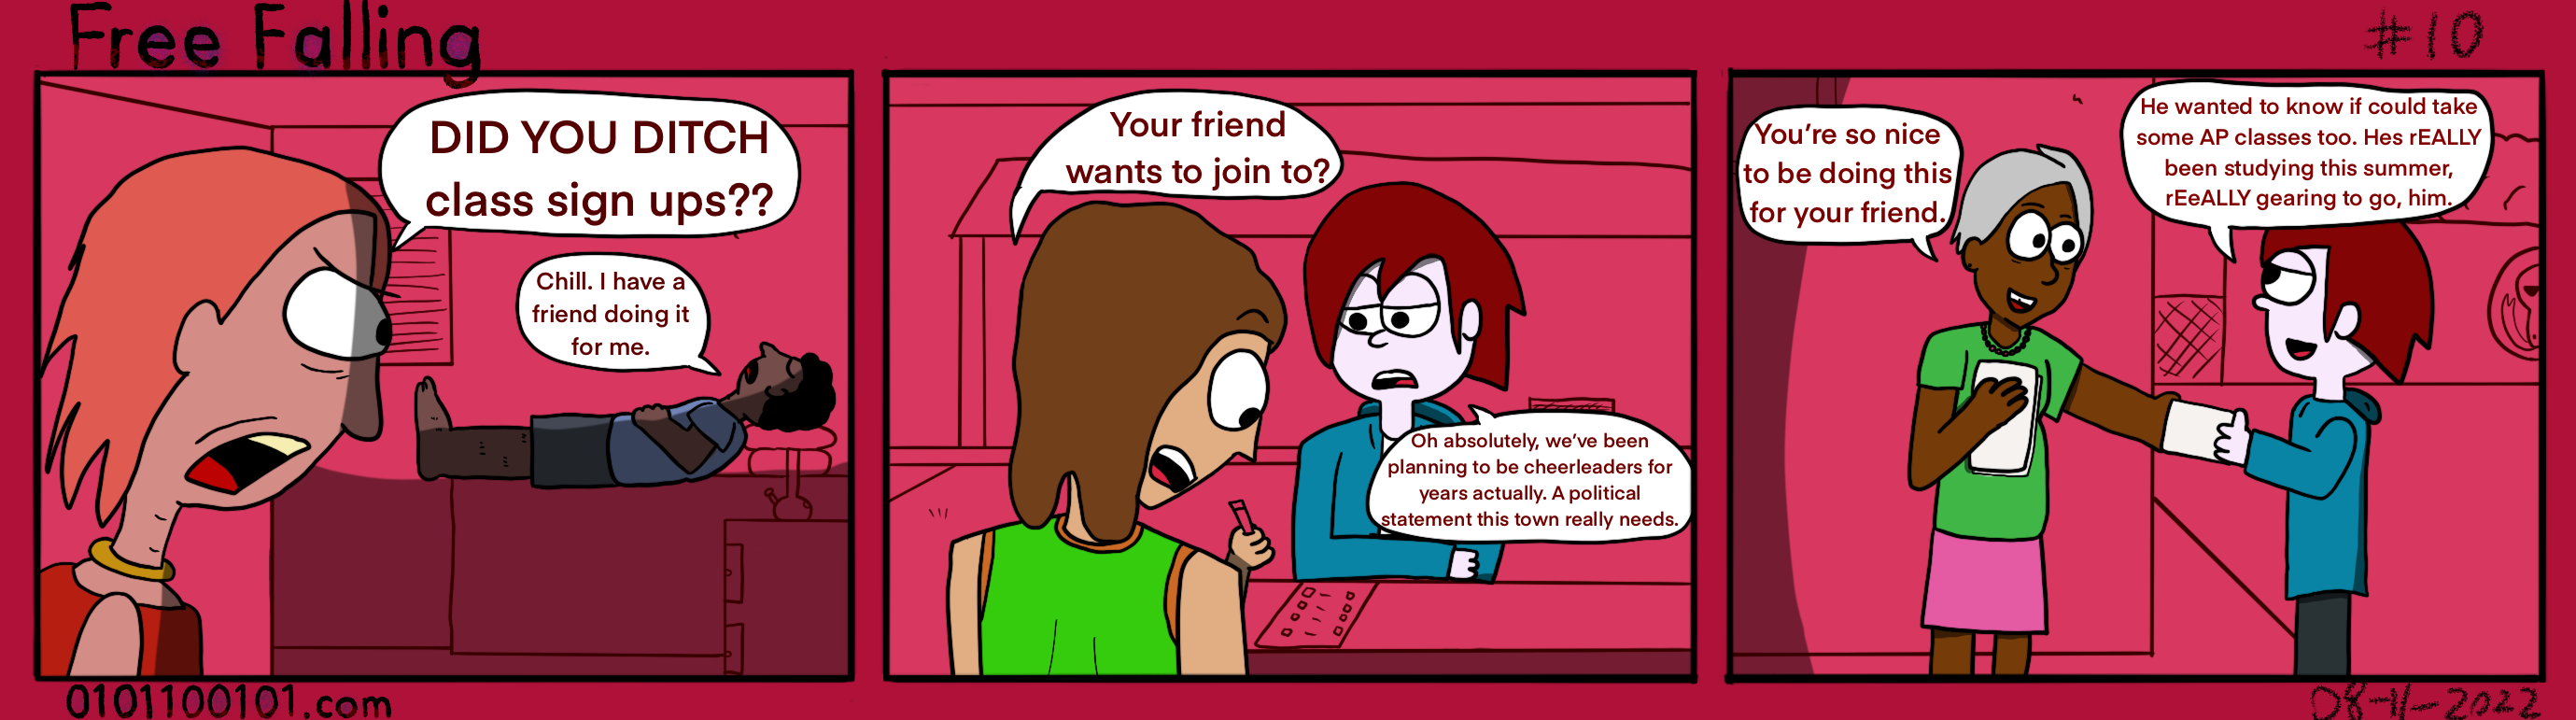 Free Falling
#10
DID YOU DITCH
class sign ups??
Chill. I have a
friend doing it
for me.
Your friend
wants to join to?
Oh absolutely, we've been
planning to be cheerleaders for
years actually. A political
statement this town really needs.
You're so nice
to be doing this
for your friend.
He wanted to know if could take
some AP classes too. Hes rEALLY
been studying this summer,
rEeALLY gearing to go, him.
0101100101.com
08-11-2022